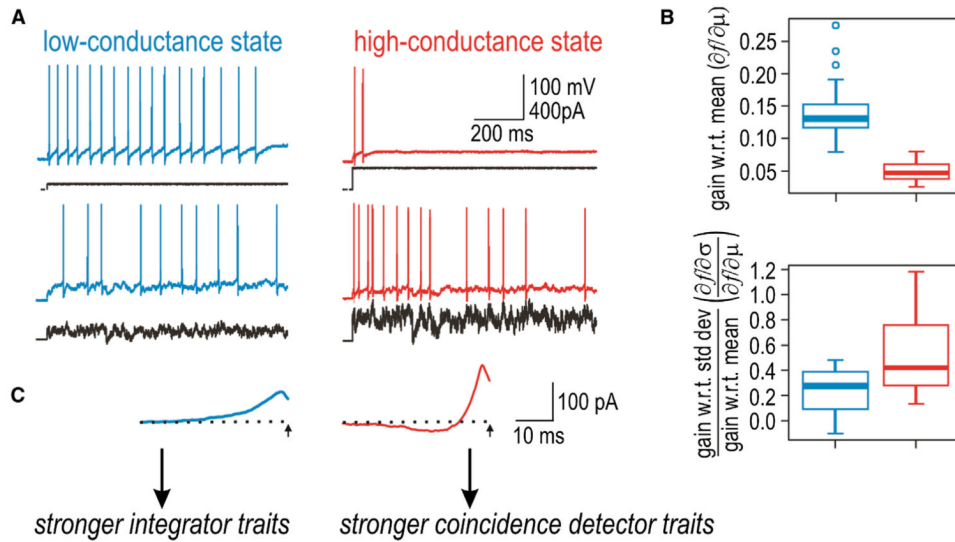 A
low-conductance state
high-conductance state
100 mV
400pA
200 ms
B
gain w.r.t. mean (∂f/∂μ)
0.25
0.20
0.15
0.10
0.05
gain w.r.t. std dev
gain w.r.t. mean
(∂f/∂σ
∂f/∂μ)
1.2
1.0
0.8
0.6
0.4
0.2
0.0
C
100 pA
10 ms
stronger integrator traits
stronger coincidence detector traits